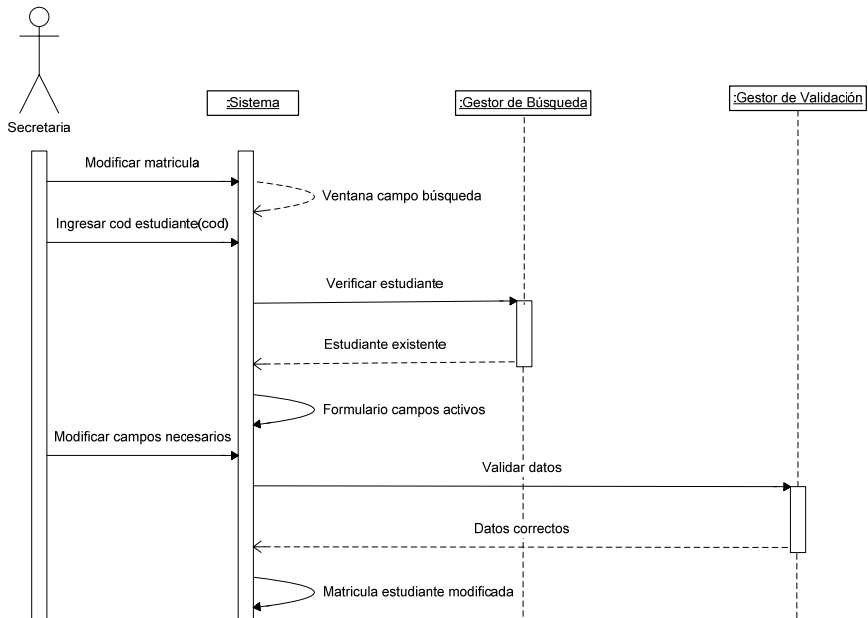 Secretaria
:Sistema
:Gestor de Búsqueda
:Gestor de Validación
Modificar matricula
Ventana campo búsqueda
Ingresar cod estudiante(cod)
Verificar estudiante
Estudiante existente
Formulario campos activos
Modificar campos necesarios
Validar datos
Datos correctos
Matricula estudiante modificada